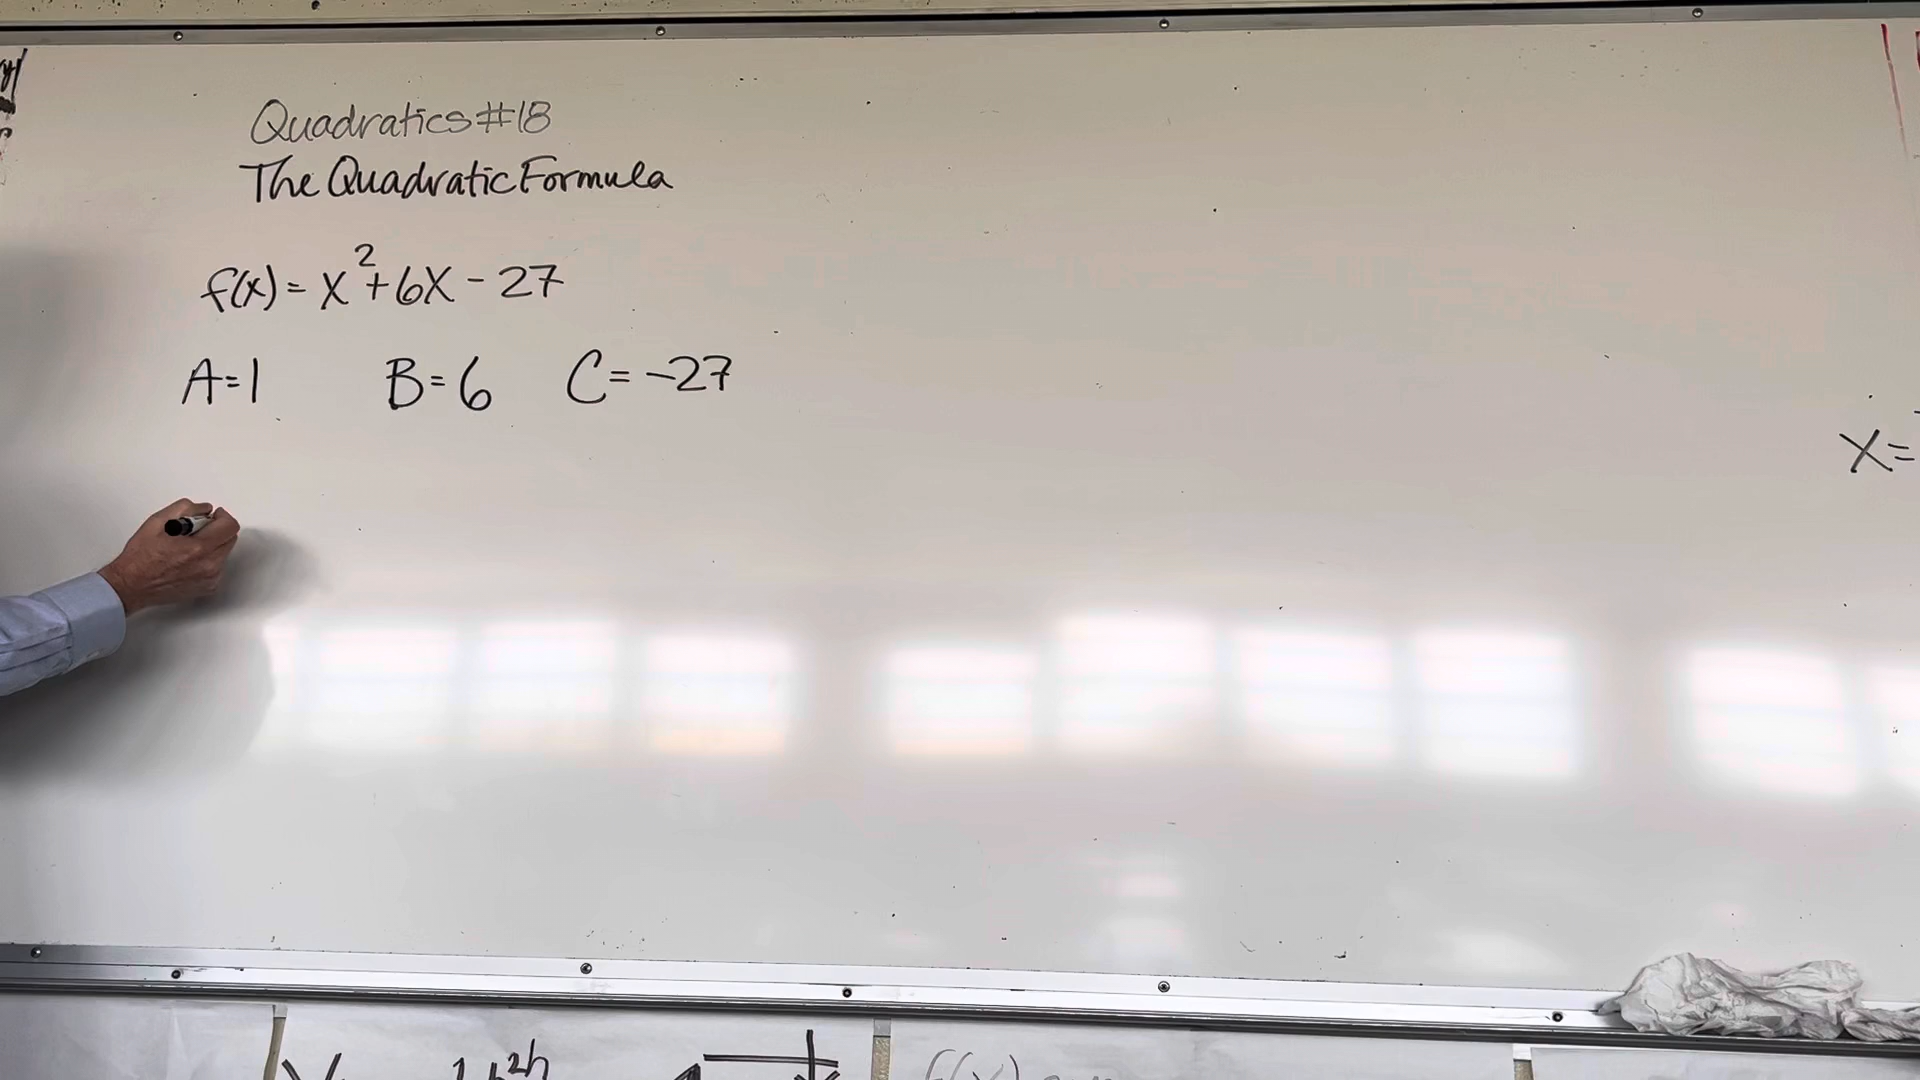 Quadratics #18
The Quadratic Formula
f(x) = x²+6x - 27
A=1 B=6 C= -27
x=
f(x)